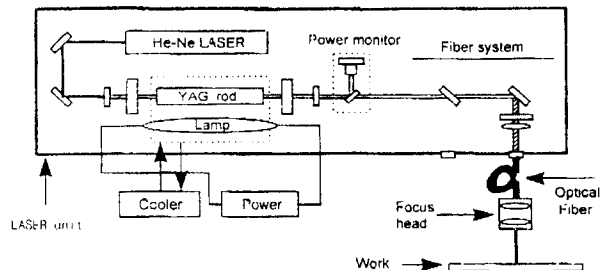 He-Ne LASER
Power monitor
Fiber system
YAG rod
Lamp
Cooler
Power
LASER unit
Optical
Fiber
Focus
head
Work